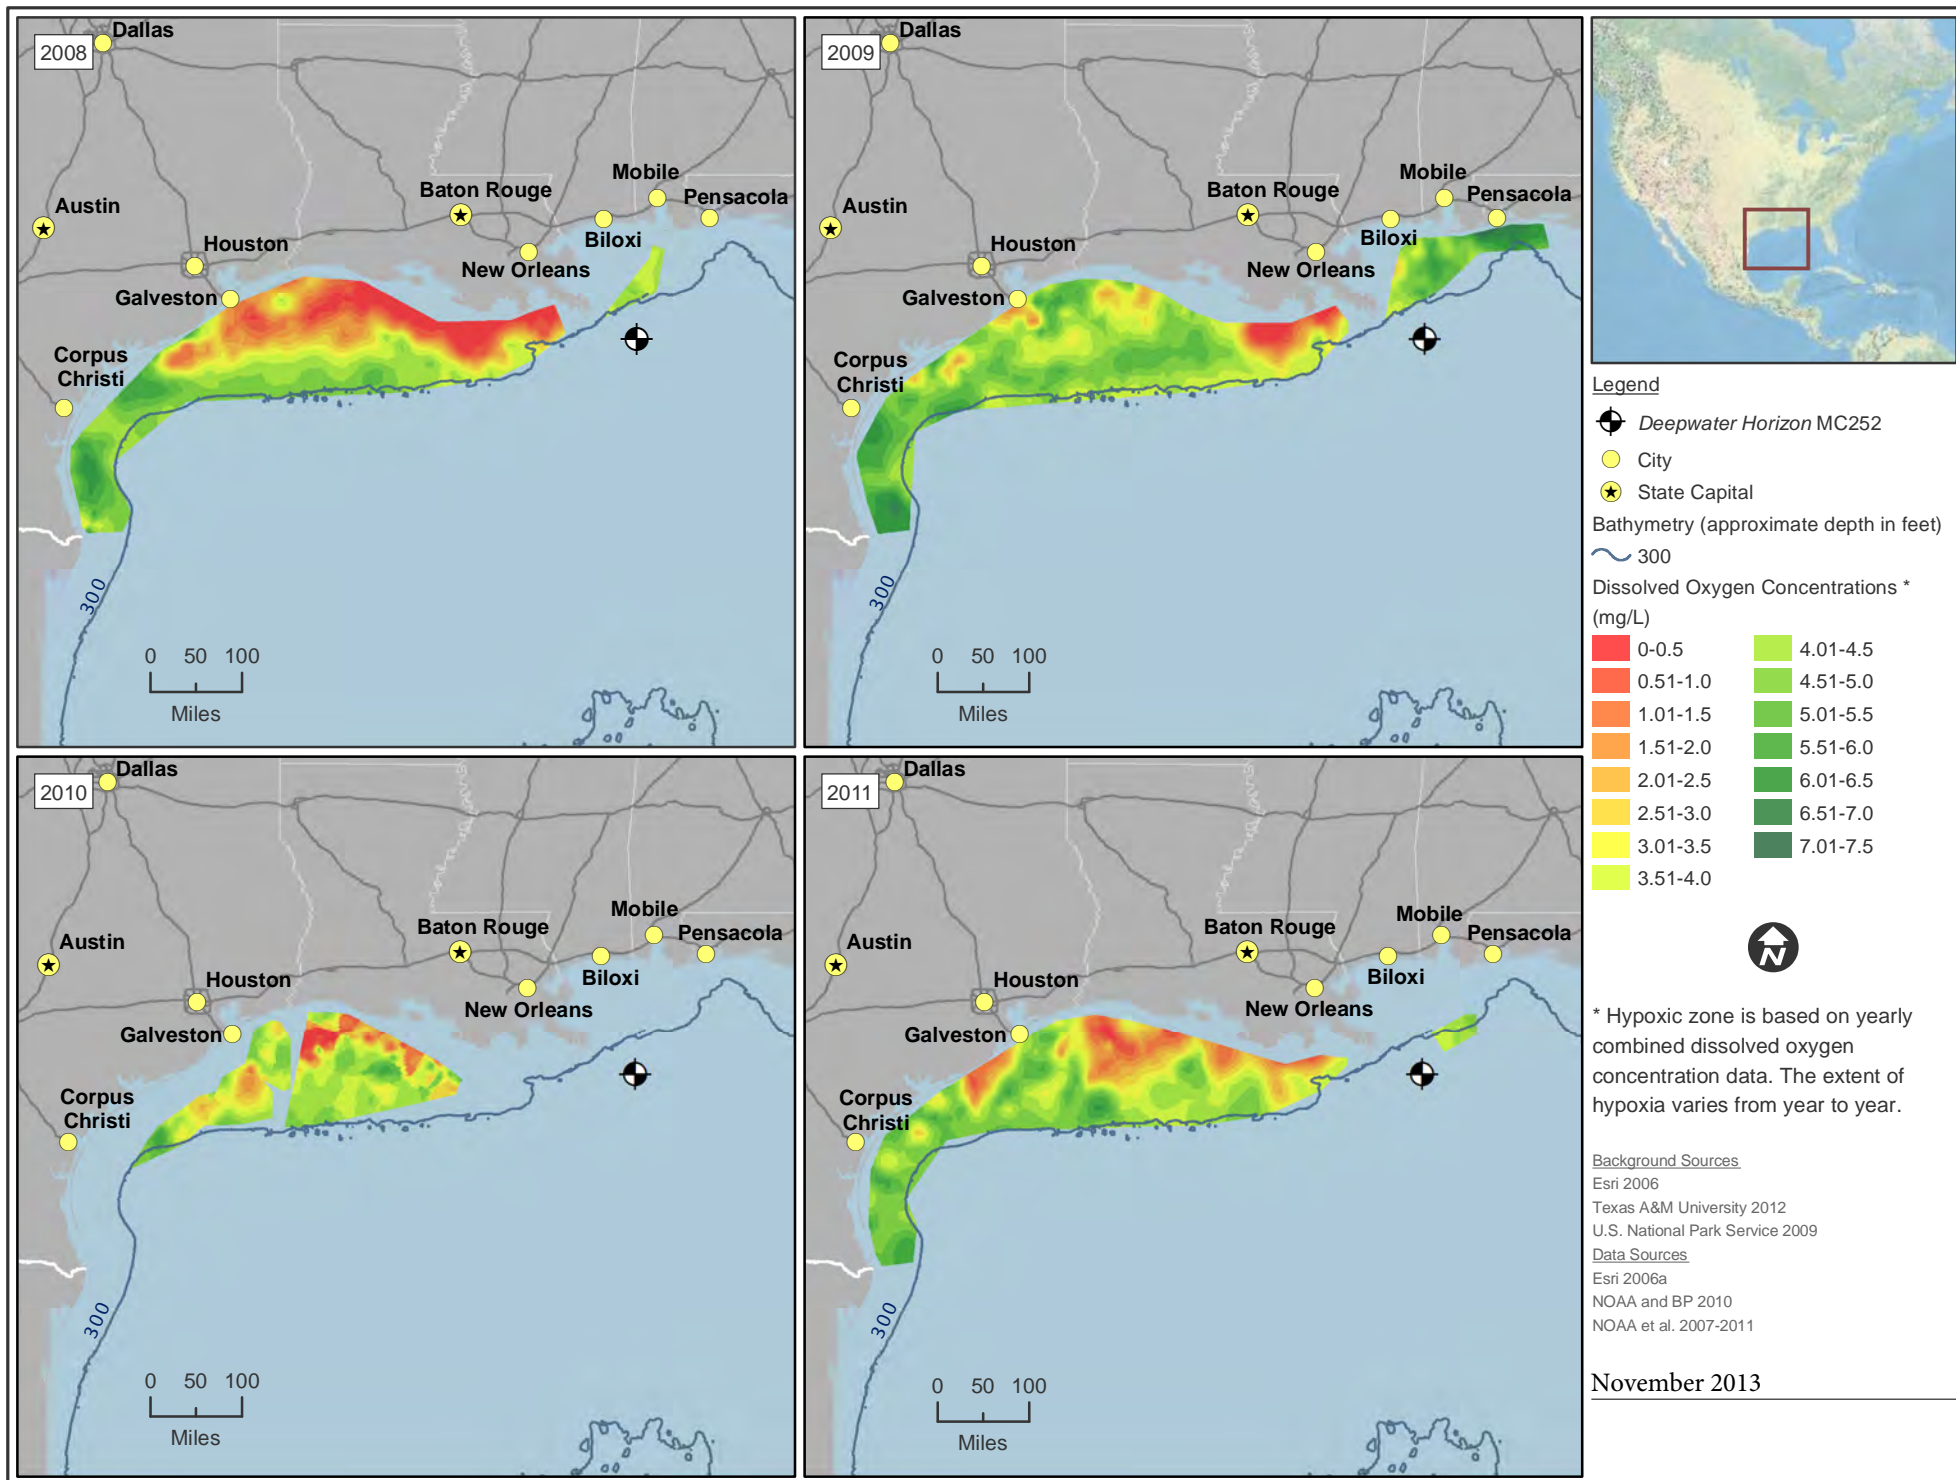 2008
Dallas
Austin
Houston
Galveston
Corpus
Christi
Baton Rouge
New Orleans
Mobile
Pensacola
Biloxi
300
0 50 100
Miles
2009
Dallas
Austin
Houston
Galveston
Corpus
Christi
Baton Rouge
New Orleans
Mobile
Pensacola
Biloxi
300
0 50 100
Miles
2010
Dallas
Austin
Houston
Galveston
Corpus
Christi
Baton Rouge
New Orleans
Mobile
Pensacola
Biloxi
300
0 50 100
Miles
2011
Dallas
Austin
Houston
Galveston
Corpus
Christi
Baton Rouge
New Orleans
Mobile
Pensacola
Biloxi
300
0 50 100
Miles
Legend
Deepwater Horizon MC252
City
State Capital
Bathymetry (approximate depth in feet)
300
Dissolved Oxygen Concentrations *
(mg/L)
0-0.5
0.51-1.0
1.01-1.5
1.51-2.0
2.01-2.5
2.51-3.0
3.01-3.5
3.51-4.0
4.01-4.5
4.51-5.0
5.01-5.5
5.51-6.0
6.01-6.5
6.51-7.0
7.01-7.5
N
* Hypoxic zone is based on yearly
combined dissolved oxygen
concentration data. The extent of
hypoxia varies from year to year.
Background Sources
Esri 2006
Texas A&M University 2012
U.S. National Park Service 2009
Data Sources
Esri 2006a
NOAA and BP 2010
NOAA et al. 2007-2011
November 2013